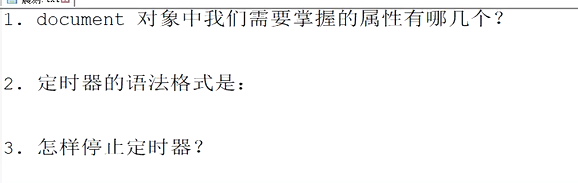 1. document 对象中我们需要掌握的属性有哪几个？
2. 定时器的语法格式是：
3. 怎样停止定时器？